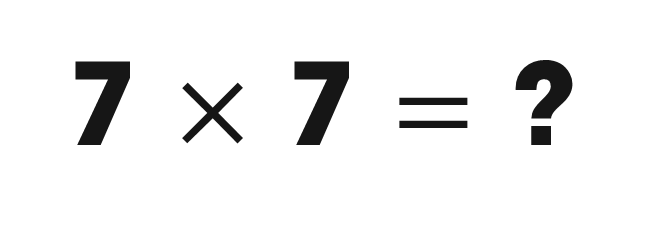 7 × 7 = ?